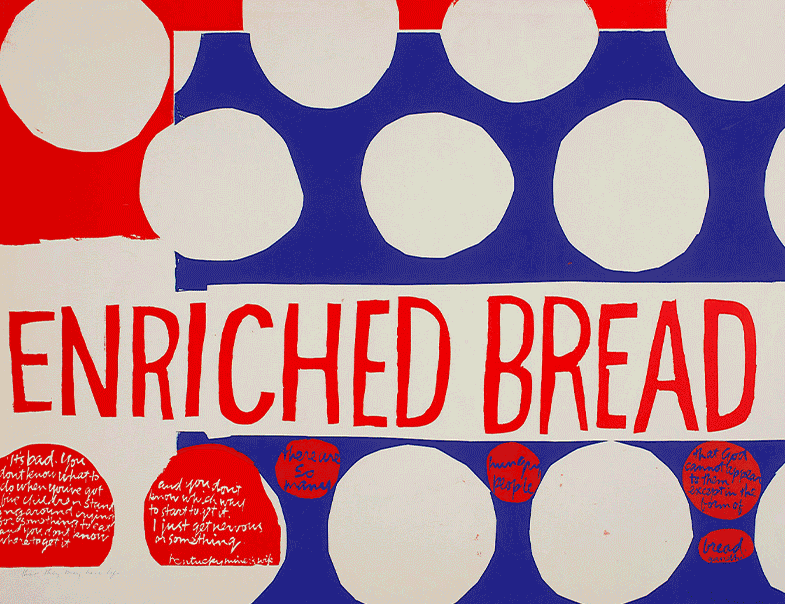 ENRICHED BREAD
It's bad. You
dont know what to
do when you've got
five children stand
ing around crying
for something to eat
and you dont know
where to get it
and you dont
know which way
to start to get it
I just get nervous
or something.
Kentucky miner's wife
there are
so
many
hungry
people
that God
cannot appear
to them
except in the
form of
bread